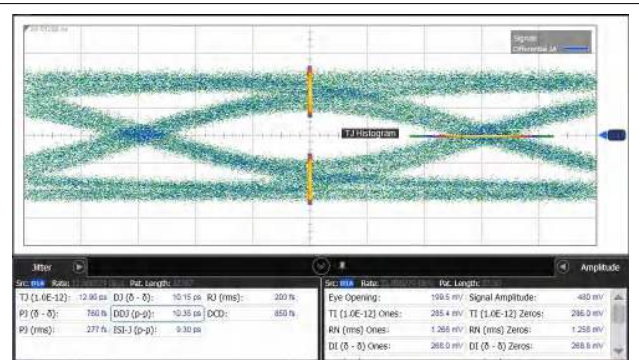 Signal:
Differential 1A
TJ Histogram
Jitter
Amplitude
Src: D1A Rate: Pat. Length:
TJ (1.0E-12): 12.90 ps DJ (δ - δ): 10.15 ps RJ (rms): 200 fs
PJ (δ - δ): 760 fs DDJ (p-p): 10.35 ps DCD: 850 fs
PJ (rms): 277 fs ISI-J (p-p): 9.30 ps
Src: D1A Rate: Pat. Length:
Eye Opening: 199.5 mV Signal Amplitude: 480 mV
TI (1.0E-12) Ones: 285.4 mV TI (1.0E-12) Zeros: 286.0 mV
RN (rms) Ones: 1.266 mV RN (rms) Zeros: 1.256 mV
DI (δ - δ) Ones: 268.0 mV DI (δ - δ) Zeros: 268.8 mV